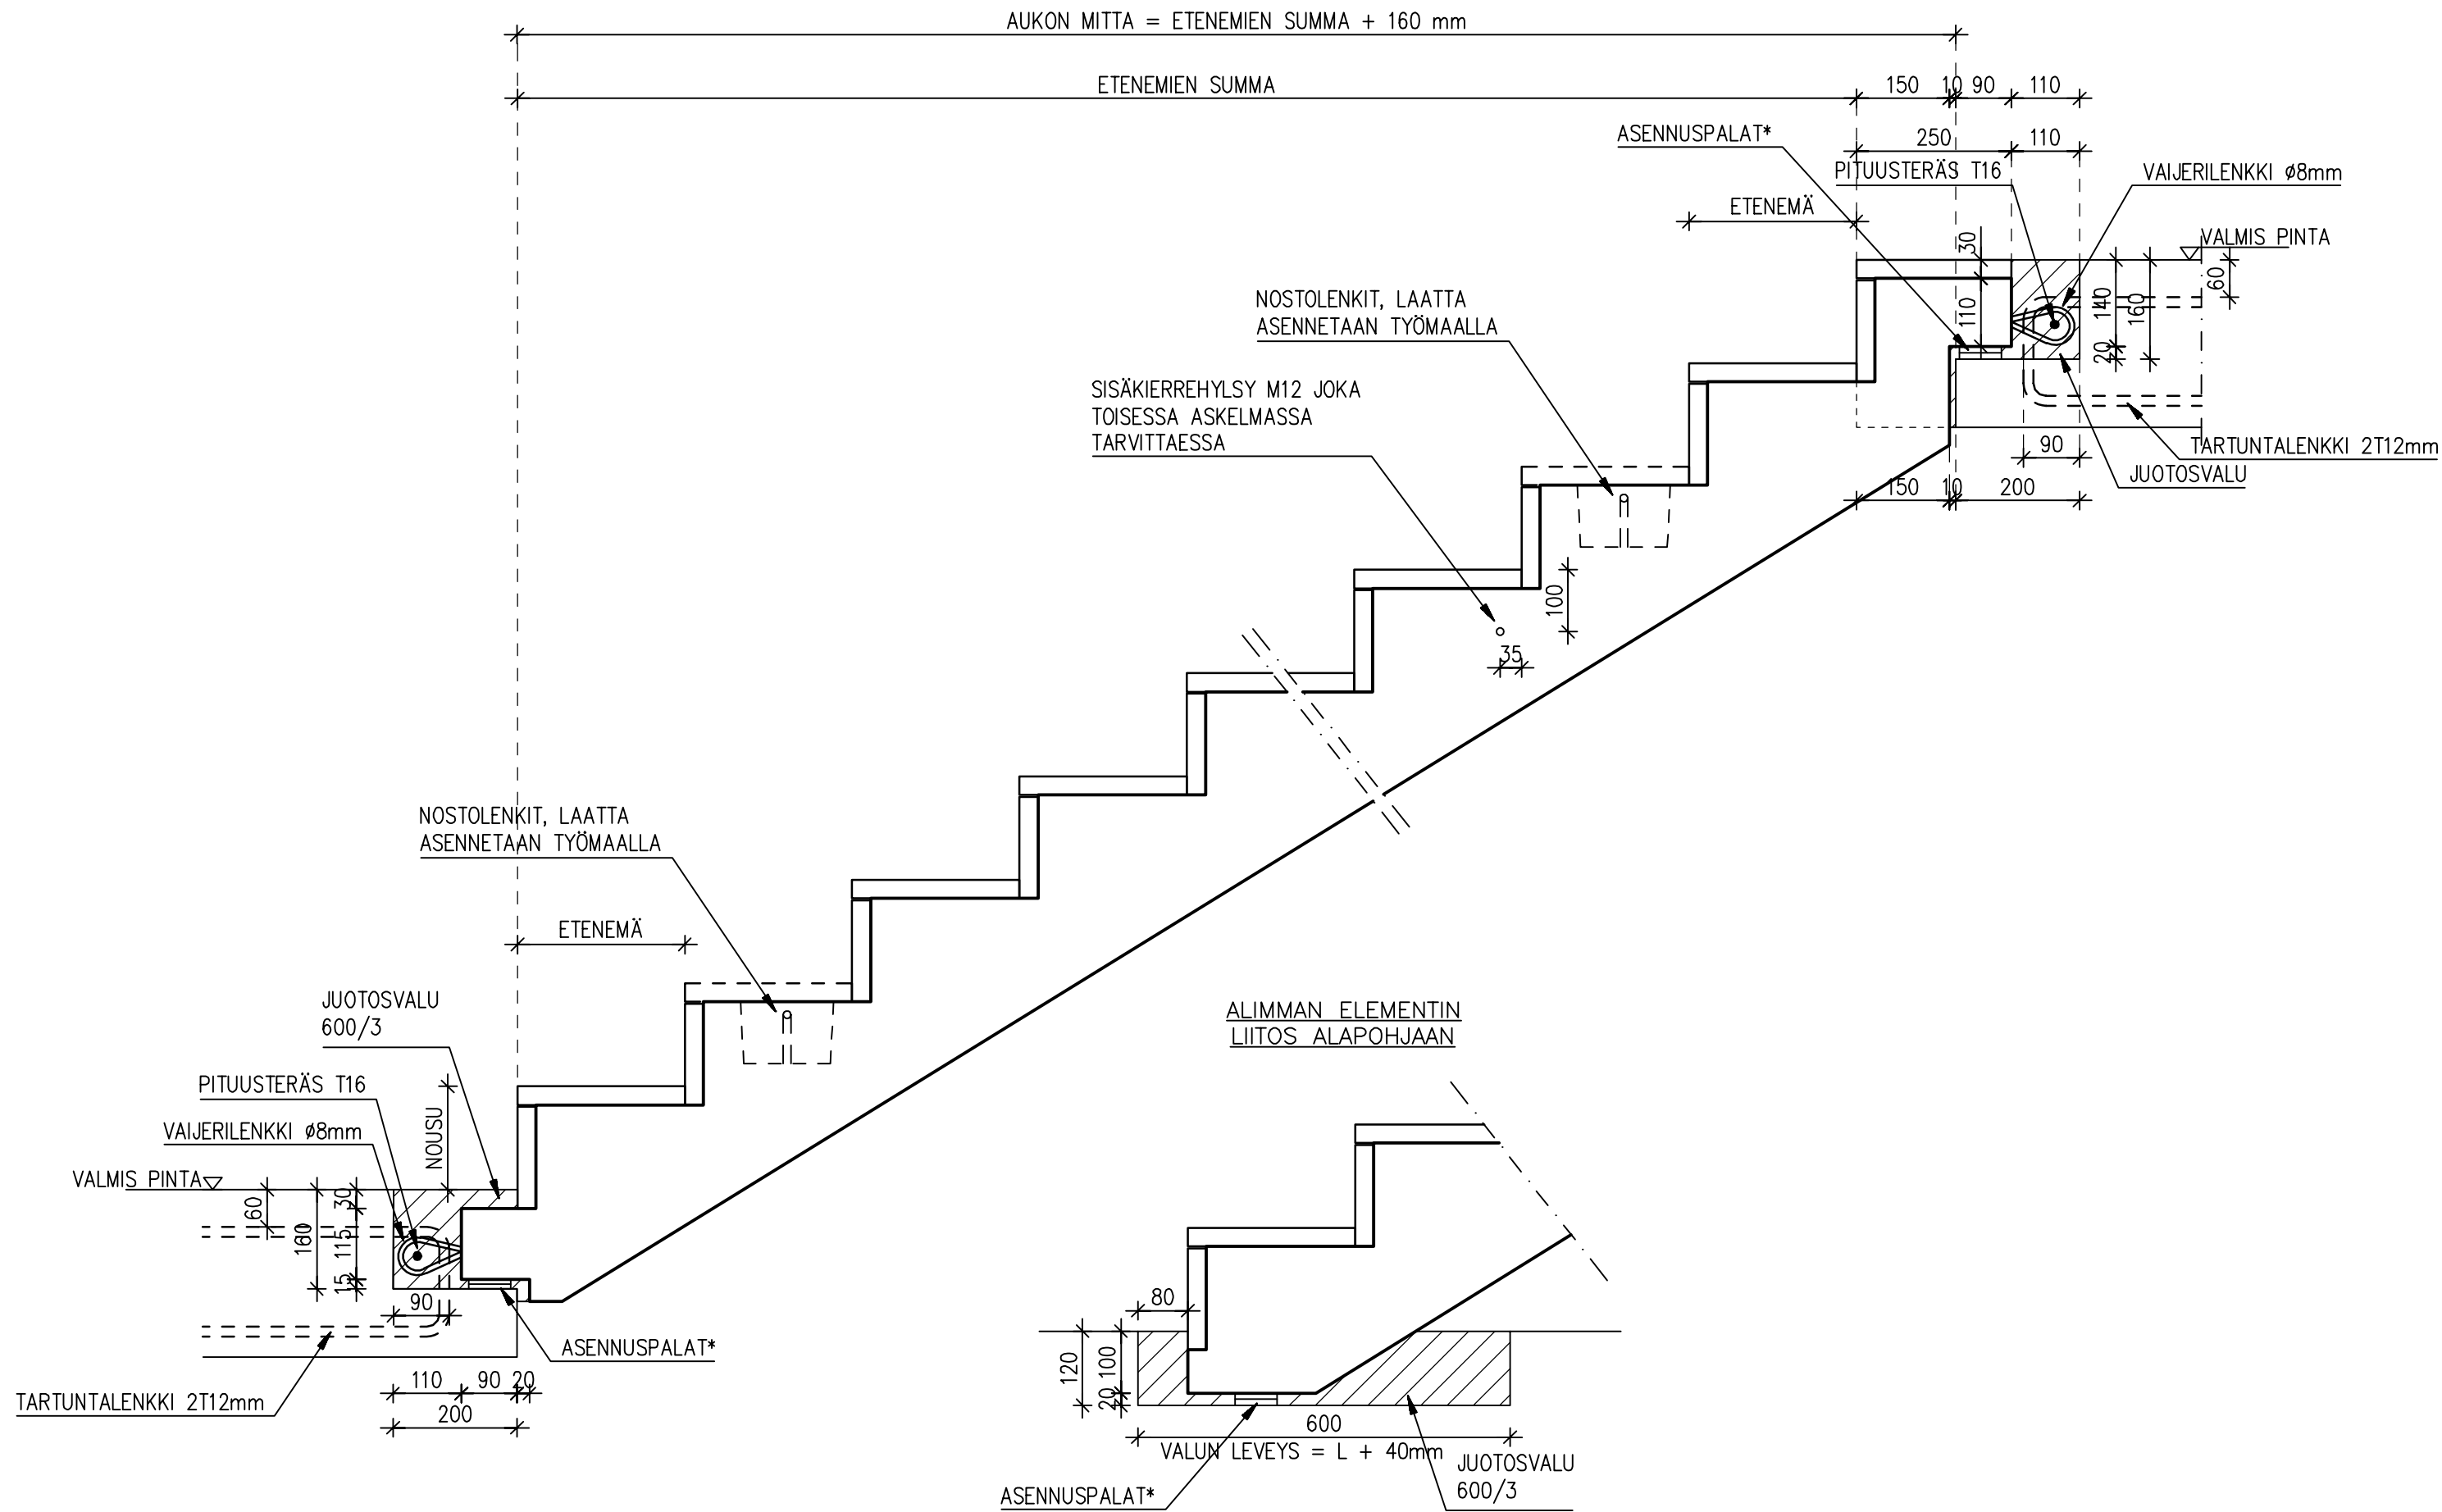 AUKON MITTA = ETENEMIEN SUMMA + 160 mm
ETENEMIEN SUMMA
150
10
90
110
ASENNUSPALAT*
250
110
PITUUSTERÄS T16
VAIJERILENKKI ø8mm
ETENEMÄ
VALMIS PINTA
30
60
110
140
160
20
NOSTOLENKIT, LAATTA
ASENNETAAN TYÖMAALLA
SISÄKIERREHYLSY M12 JOKA
TOISESSA ASKELMASSA
TARVITTAESSA
90
TARTUNTALENKKI 2T12mm
JUOTOSVALU
150
10
200
100
35
NOSTOLENKIT, LAATTA
ASENNETAAN TYÖMAALLA
ETENEMÄ
JUOTOSVALU
600/3
PITUUSTERÄS T16
VAIJERILENKKI ø8mm
NOUSU
VALMIS PINTA
60
160
30
115
15
90
ASENNUSPALAT*
110
90
20
TARTUNTALENKKI 2T12mm
200
ALIMMAN ELEMENTIN
LIITOS ALAPOHJAAN
80
120
100
20
600
VALUN LEVEYS = L + 40mm
JUOTOSVALU
600/3
ASENNUSPALAT*